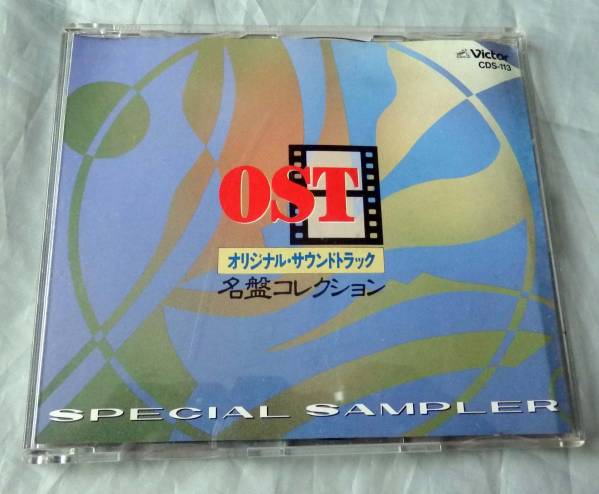 Victor
CDS-113
OST
オリジナル・サウンドトラック
名盤コレクション
SPECIAL SAMPLER